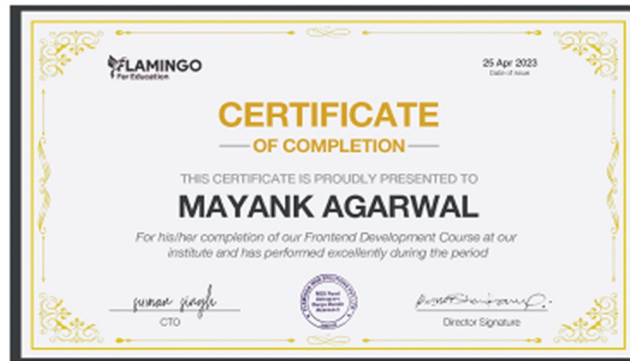 FLAMINGO
For Education
25 Apr 2023
Date of Issue
CERTIFICATE
OF COMPLETION
THIS CERTIFICATE IS PROUDLY PRESENTED TO
MAYANK AGARWAL
For his/her completion of our Frontend Development Course at our
institute and has performed excellently during the period
suman singh
CTO
Director Signature